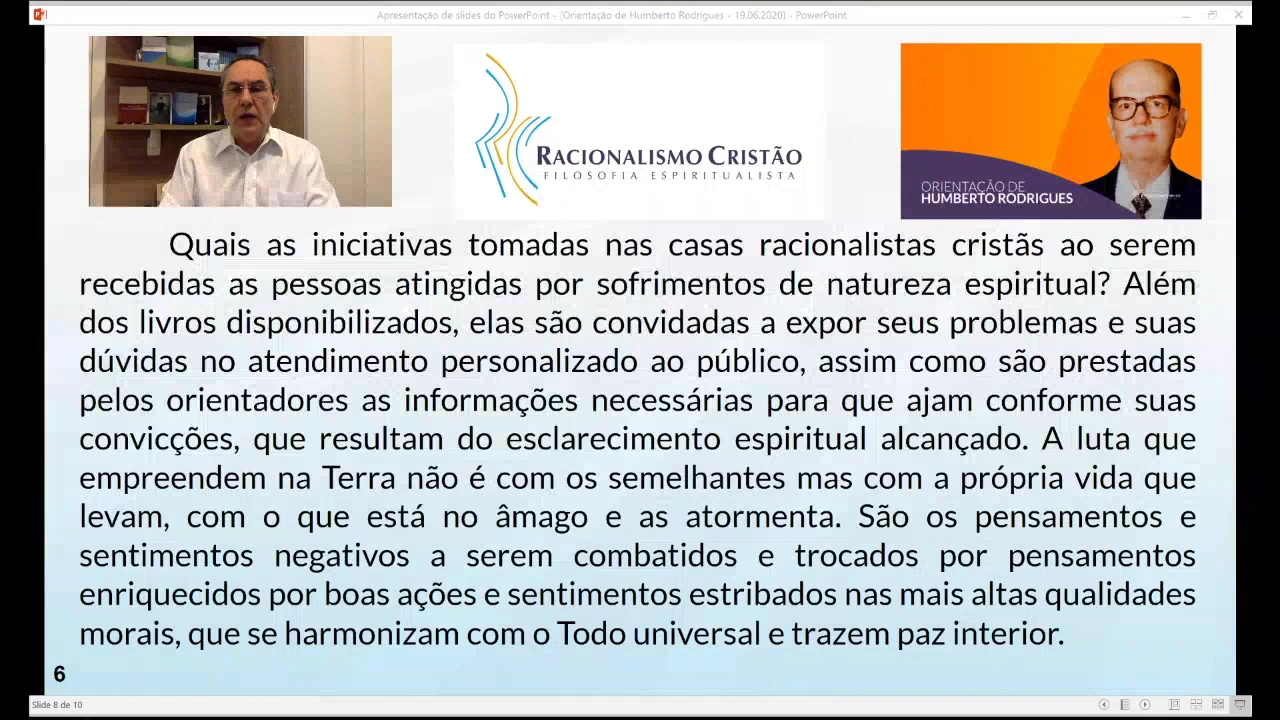 Apresentação de slides do PowerPoint - [Orientação de Humberto Rodrigues - 19.06.2020] - PowerPoint
RACIONALISMO CRISTÃO
FILOSOFIA ESPIRITUALISTA
ORIENTAÇÃO DE
HUMBERTO RODRIGUES
Quais as iniciativas tomadas nas casas racionalistas cristãs ao serem
recebidas as pessoas atingidas por sofrimentos de natureza espiritual? Além
dos livros disponibilizados, elas são convidadas a expor seus problemas e suas
dúvidas no atendimento personalizado ao público, assim como são prestadas
pelos orientadores as informações necessárias para que ajam conforme suas
convicções, que resultam do esclarecimento espiritual alcançado. A luta que
empreendem na Terra não é com os semelhantes mas com a própria vida que
levam, com o que está no âmago e as atormenta. São os pensamentos e
sentimentos negativos a serem combatidos e trocados por pensamentos
enriquecidos por boas ações e sentimentos estribados nas mais altas qualidades
morais, que se harmonizam com o Todo universal e trazem paz interior.
6
Slide 8 de 10